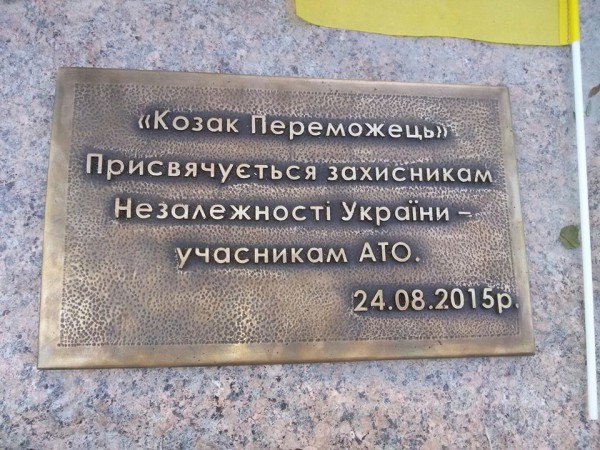 «Козак Переможець»
Присвячується захисникам
Незалежності України –
учасникам АТО.
24.08.2015р.